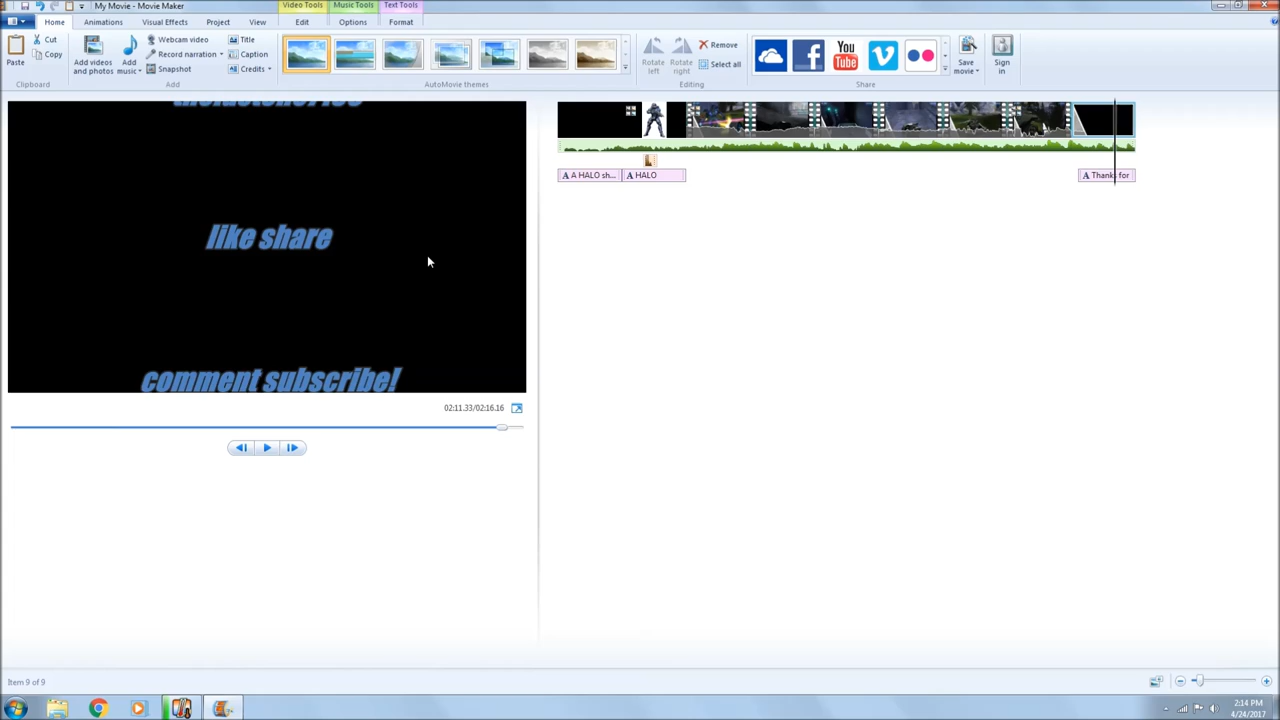 My Movie - Movie Maker
Video Tools
Music Tools
Text Tools
Home
Animations
Visual Effects
Project
View
Edit
Options
Format
Paste
Cut
Copy
Clipboard
Add videos
and photos
Add
music
Webcam video
Record narration
Snapshot
Title
Caption
Credits
Add
AutoMovie themes
Rotate
left
Rotate
right
Remove
Select all
Editing
You
Tube
Share
Save
movie
Sign
in
like share
comment subscribe!
02:11.33/02:16.16
A HALO sh...
HALO
Thanks for
Item 9 of 9
2:14 PM
4/24/2017